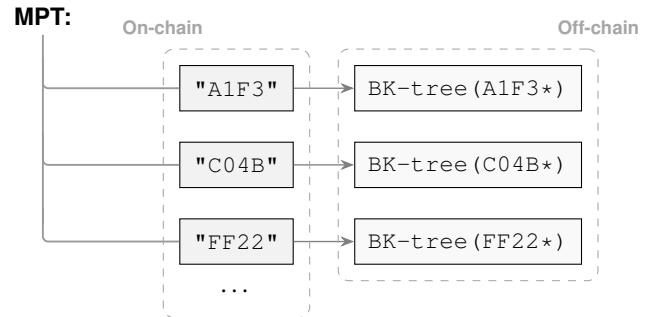 MPT:
On-chain
Off-chain
"A1F3"
BK-tree(A1F3*)
"C04B"
BK-tree(C04B*)
"FF22"
BK-tree(FF22*)
...